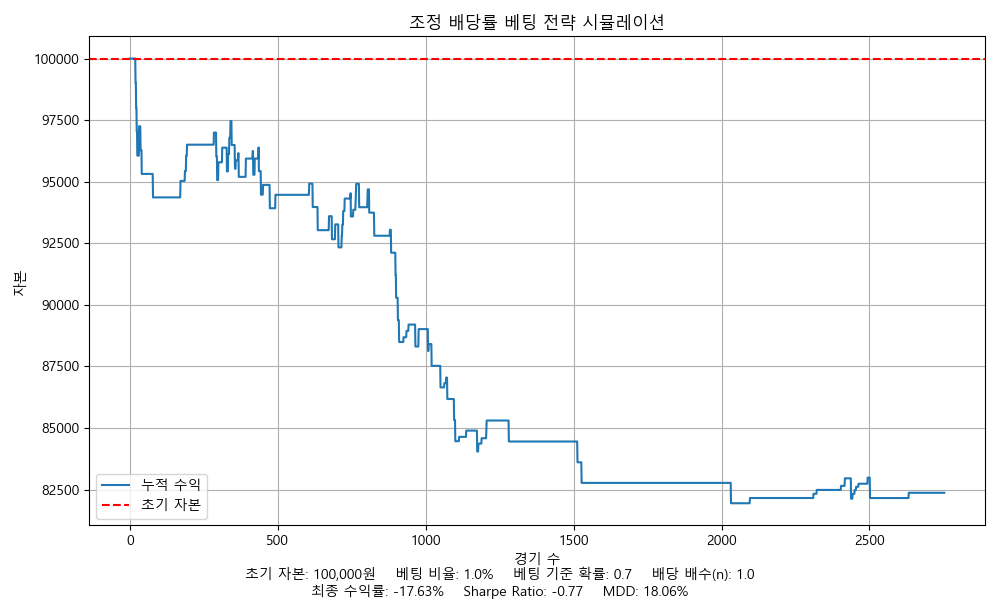 조정 배당률 베팅 전략 시뮬레이션
100000
97500
95000
92500
90000
87500
85000
82500
자본
누적 수익
초기 자본
0
500
1000
1500
2000
2500
경기 수
초기 자본: 100,000원 베팅 비율: 1.0% 베팅 기준 확률: 0.7 배당 배수(n): 1.0
최종 수익률: -17.63% Sharpe Ratio: -0.77 MDD: 18.06%